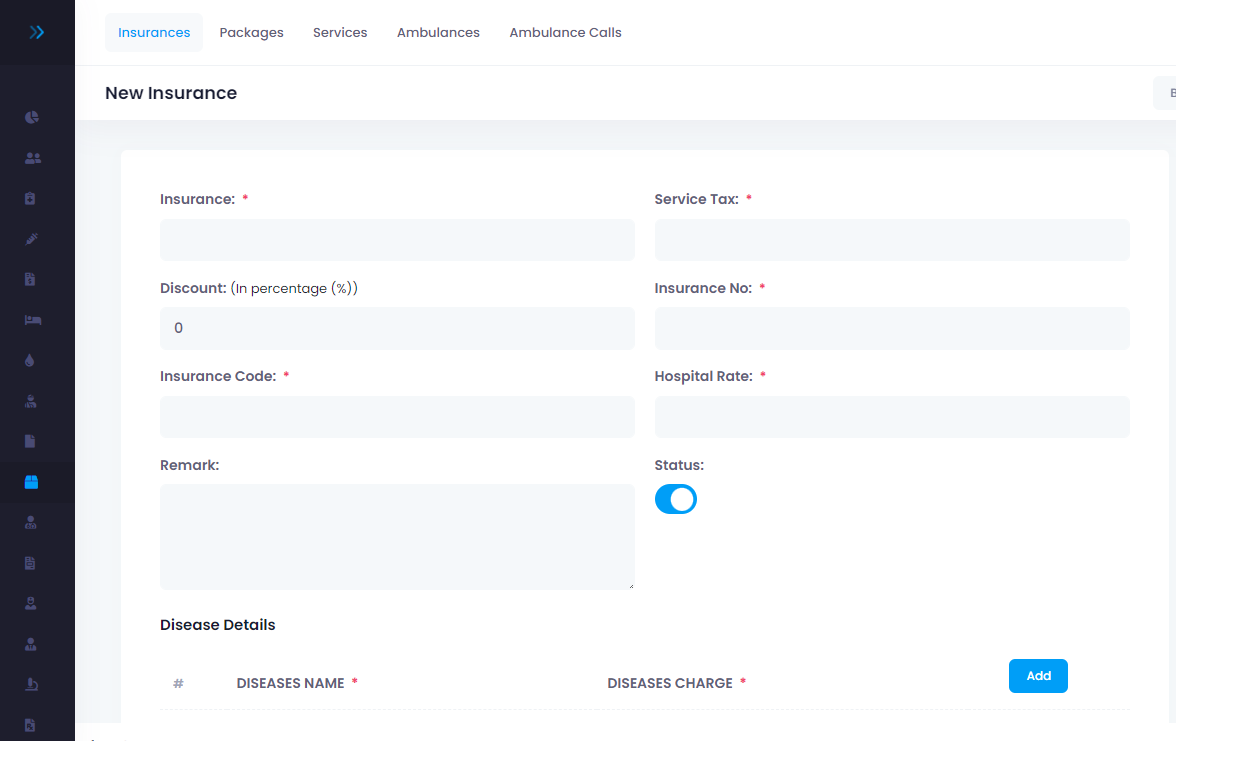 Insurances Packages Services Ambulances Ambulance Calls
New Insurance
Insurance: * Service Tax: *
Discount: (In percentage (%)) Insurance No: *
0
Insurance Code: * Hospital Rate: *
Remark: Status:
Disease Details
# DISEASES NAME * DISEASES CHARGE * Add